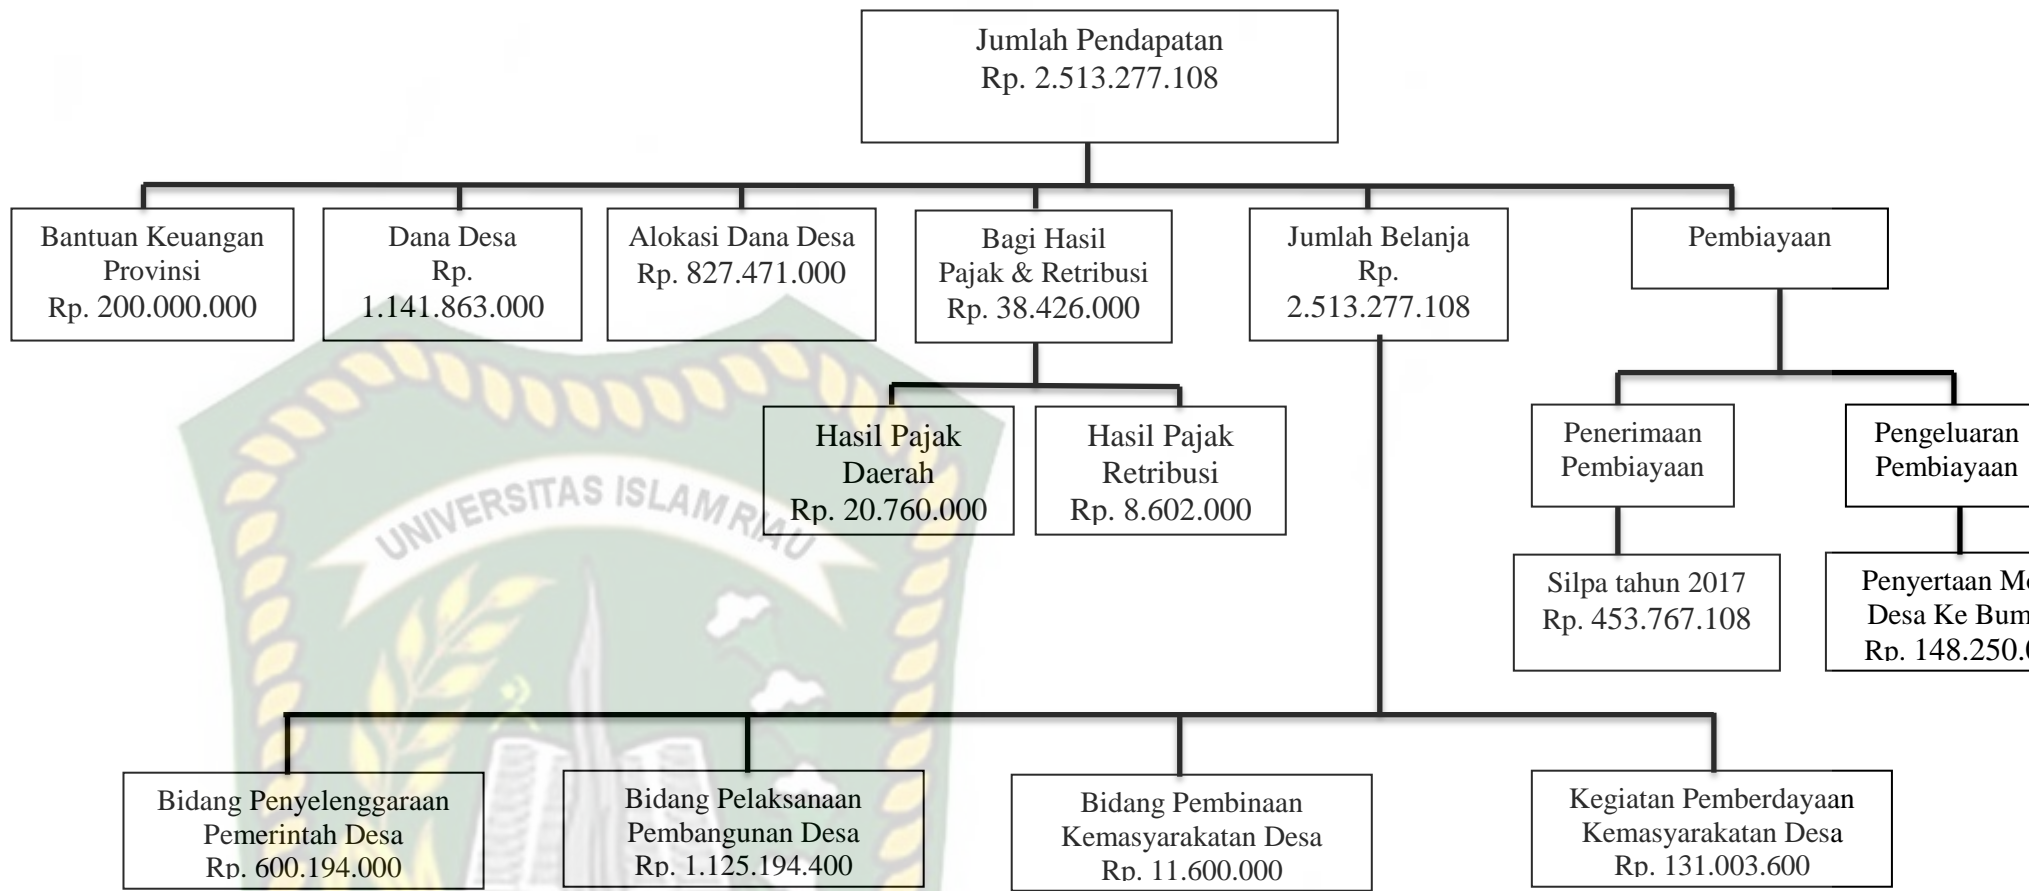 Jumlah Pendapatan
Rp. 2.513.277.108
Bantuan Keuangan
Provinsi
Rp. 200.000.000
Dana Desa
Rp.
1.141.863.000
Alokasi Dana Desa
Rp. 827.471.000
Bagi Hasil
Pajak & Retribusi
Rp. 38.426.000
Jumlah Belanja
Rp.
2.513.277.108
Pembiayaan
Hasil Pajak
Daerah
Rp. 20.760.000
Hasil Pajak
Retribusi
Rp. 8.602.000
Penerimaan
Pembiayaan
Pengeluaran
Pembiayaan
UNIVERSITAS ISLAM RIAU
Silpa tahun 2017
Rp. 453.767.108
Penyertaan
Desa Ke
Rp.
Bidang Penyelenggaraan
Pemerintah Desa
Rp. 600.194.000
Bidang Pelaksanaan
Pembangunan Desa
Rp. 1.125.194.400
Bidang Pembinaan
Kemasyarakatan Desa
Rp. 11.600.000
Kegiatan Pemberdayaan
Kemasyarakatan Desa
Rp. 131.003.600